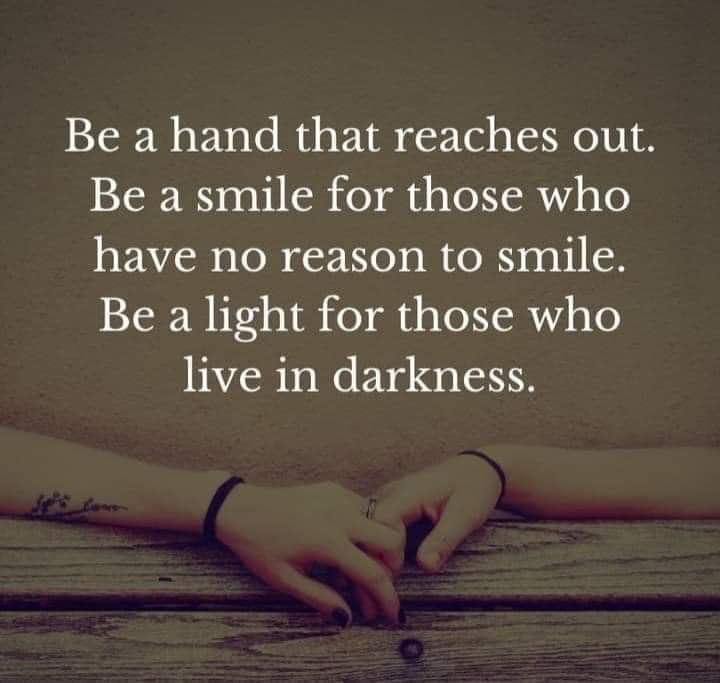 Be a hand that reaches out.
Be a smile for those who
have no reason to smile.
Be a light for those who
live in darkness.